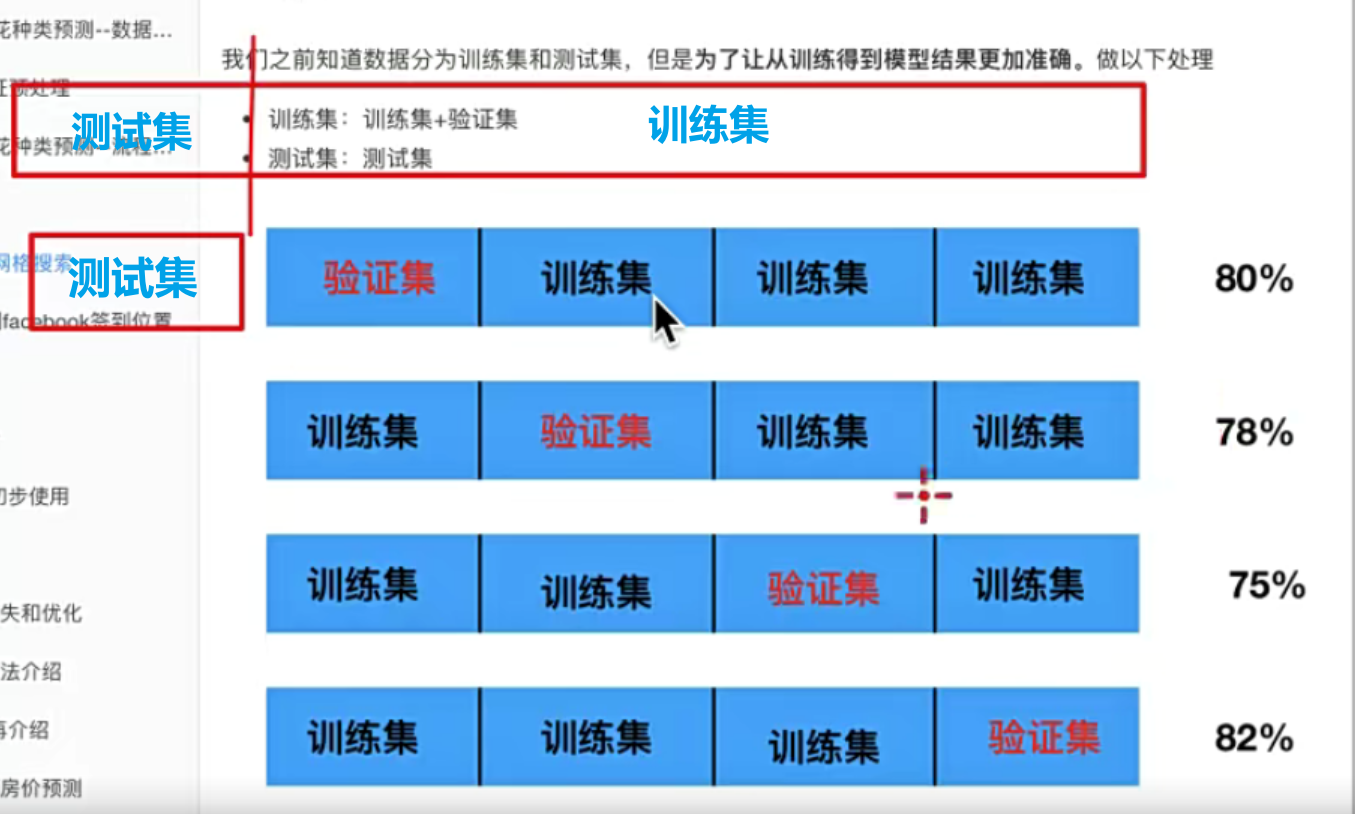 花种类预测--数据...
我们之前知道数据分为训练集和测试集，但是为了让从训练得到模型结果更加准确。做以下处理
征预处理
测试集
• 训练集：训练集+验证集
训练集
花种类预测--流程...
• 测试集：测试集
网格搜索
测试集
验证集 训练集 训练集 训练集 80%
facebook签到位置
训练集 验证集 训练集 训练集 78%
初步使用
训练集 训练集 验证集 训练集 75%
失和优化
法介绍
再介绍
训练集 训练集 训练集 验证集 82%
房价预测